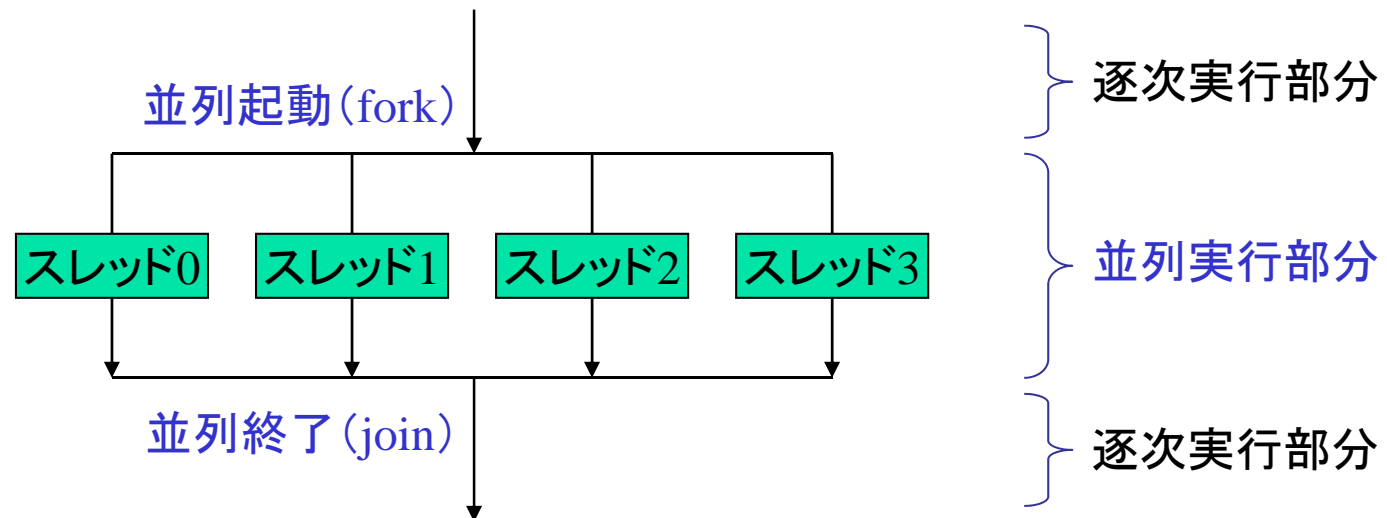 逐次実行部分
並列起動(fork)
スレッド0 スレッド1 スレッド2 スレッド3
並列実行部分
並列終了(join)
逐次実行部分